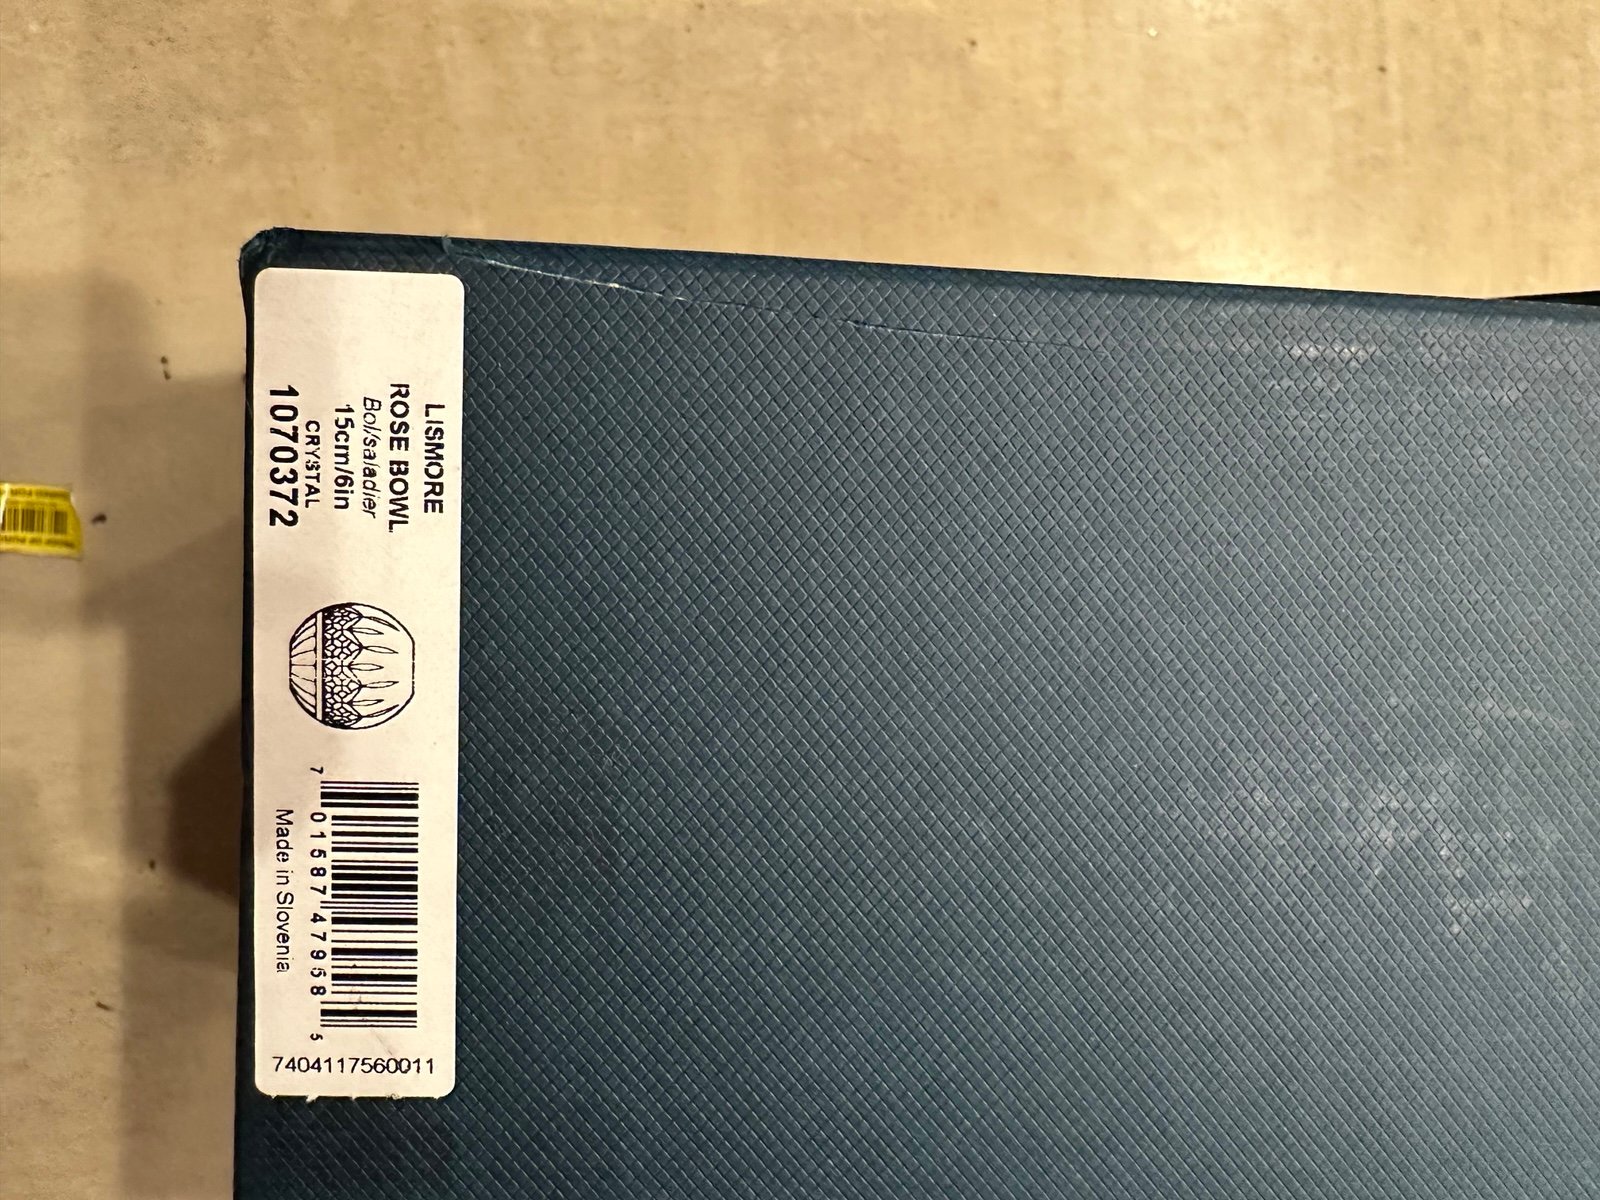 LISMORE
ROSE BOWL
Bol/saladier
15cm/6in
CRYSTAL
1070372
7 01587 47958 5
Made in Slovenia
7404117560011